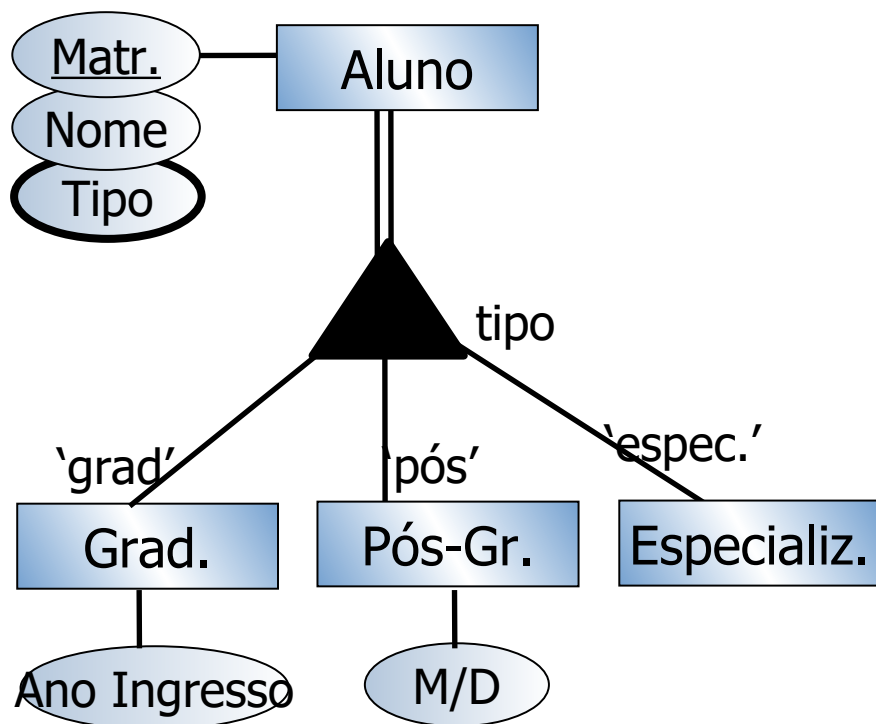 Matr.
Aluno
Nome
Tipo
tipo
‘grad’
‘pós’
‘espec.’
Grad.
Pós-Gr.
Especializ.
Ano Ingresso
M/D